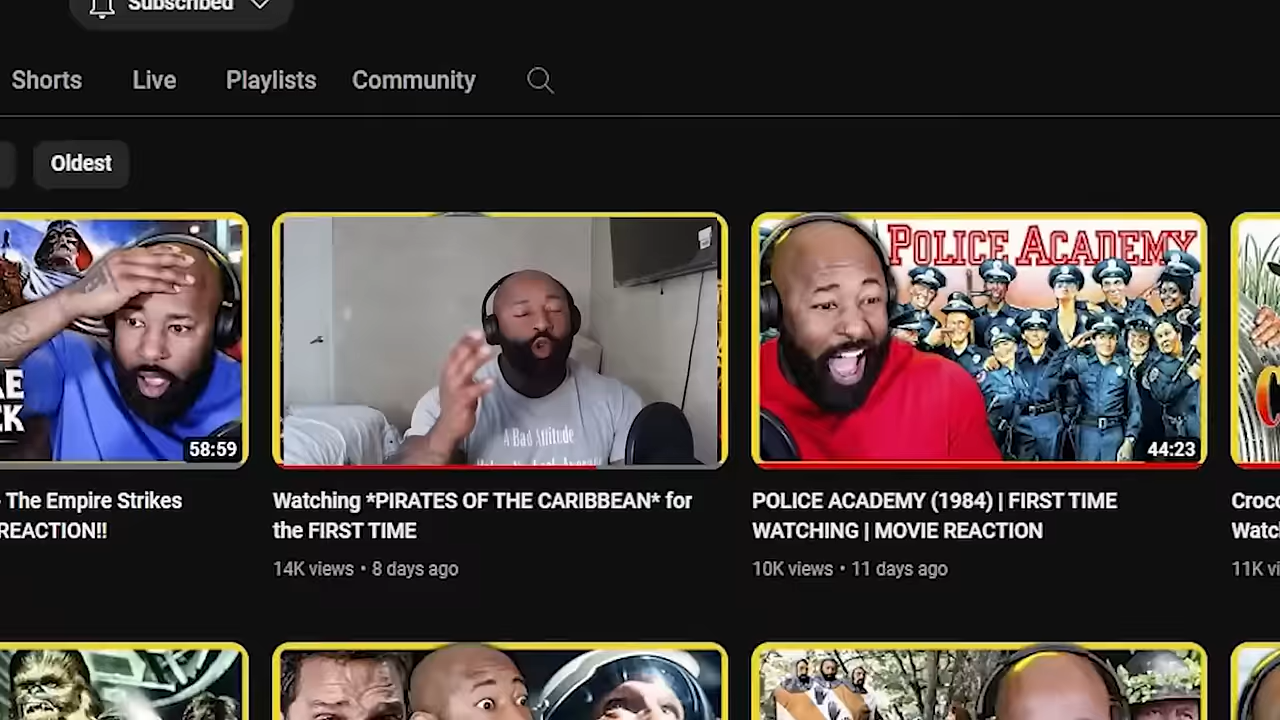 Subscribed
Shorts
Live
Playlists
Community
Oldest
POLICE ACADEMY
A Bad Attitude
58:59
44:23
The Empire Strikes
REACTION!!
Watching *PIRATES OF THE CARIBBEAN* for
the FIRST TIME
14K views • 8 days ago
POLICE ACADEMY (1984) | FIRST TIME
WATCHING | MOVIE REACTION
10K views • 11 days ago
11K